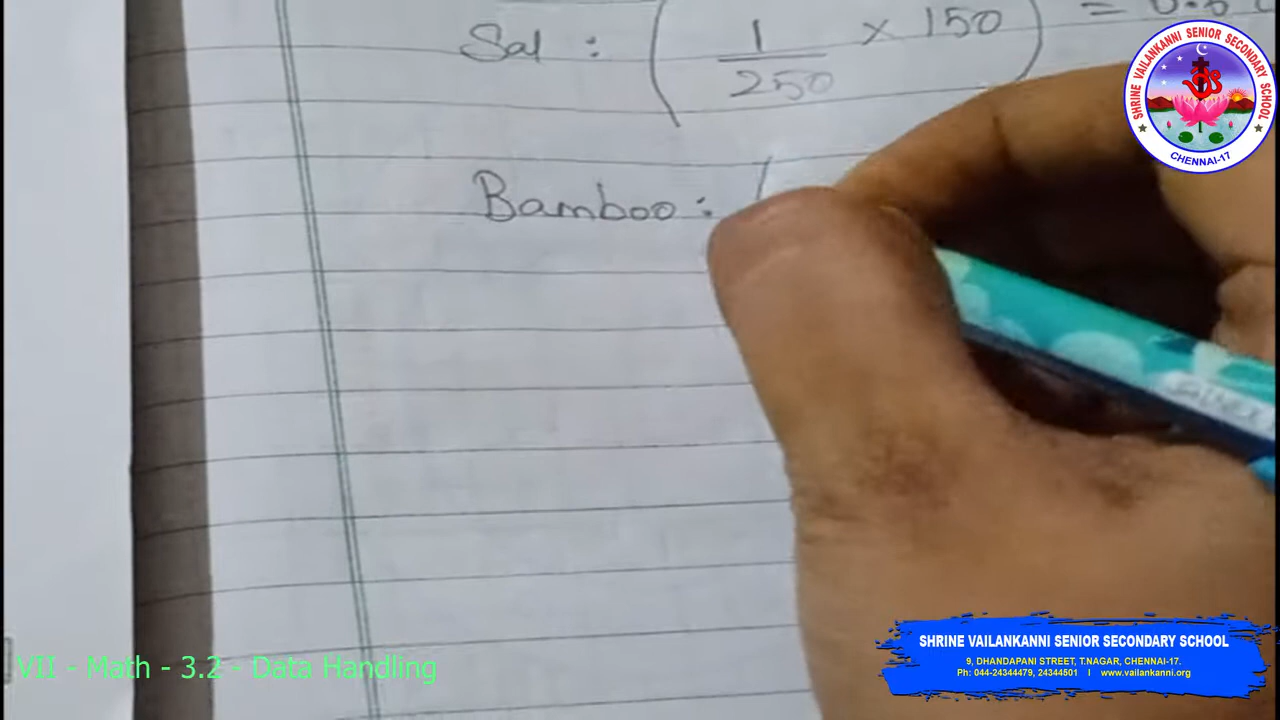 Sal : ( 1/250 × 150 ) =
Bamboo : (
SHRINE VAILANKANNI SENIOR SECONDARY SCHOOL
CHENNAI-17
VII - Math - 3.2 - Data Handling
SHRINE VAILANKANNI SENIOR SECONDARY SCHOOL
9, DHANDAPANI STREET, T.NAGAR, CHENNAI-17.
Ph: 044-24344479, 24344501 I www.vailankanni.org